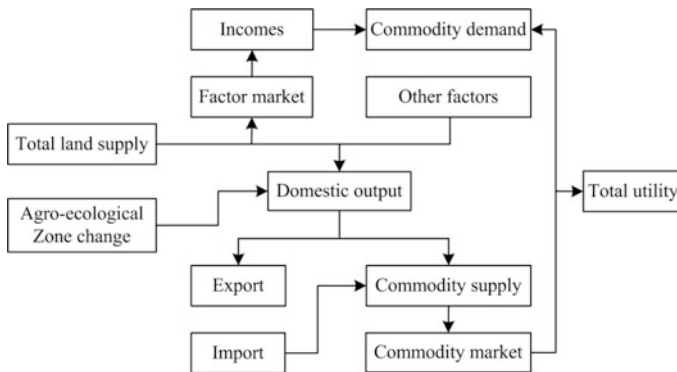 Incomes
Commodity demand
Factor market
Other factors
Total land supply
Domestic output
Total utility
Agro-ecological
Zone change
Export
Commodity supply
Import
Commodity market